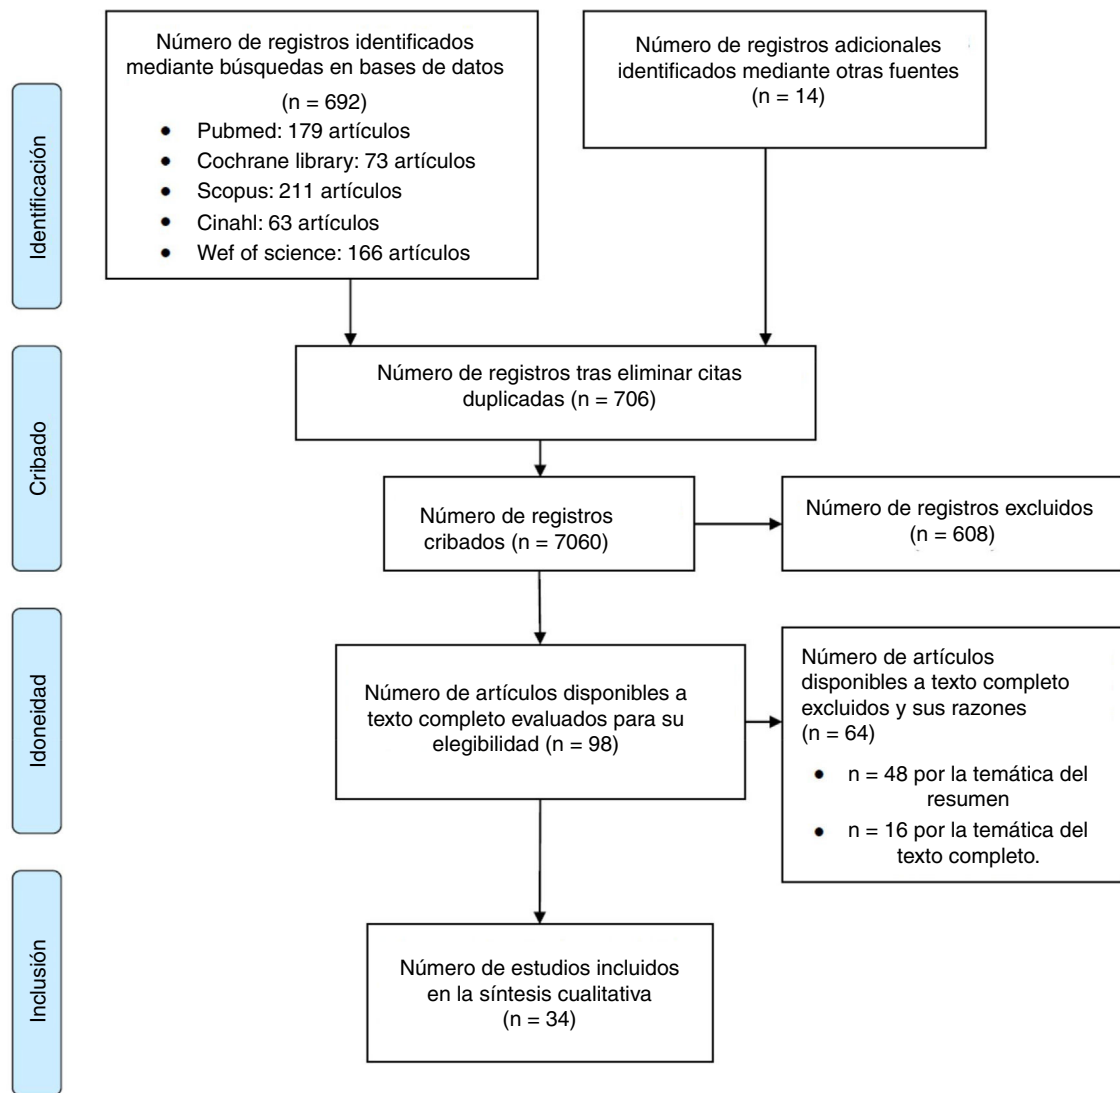 Identificación
Número de registros identificados
mediante búsquedas en bases de datos
(n = 692)
• Pubmed: 179 artículos
• Cochrane library: 73 artículos
• Scopus: 211 artículos
• Cinahl: 63 artículos
• Wef of science: 166 artículos
Número de registros adicionales
identificados mediante otras fuentes
(n = 14)
Cribado
Número de registros tras eliminar citas
duplicadas (n = 706)
Número de registros
cribados (n = 7060)
Número de registros excluidos
(n = 608)
Idoneidad
Número de artículos disponibles a
texto completo evaluados para su
elegibilidad (n = 98)
Número de artículos
disponibles a texto completo
excluidos y sus razones
(n = 64)
• n = 48 por la temática del
resumen
• n = 16 por la temática del
texto completo.
Inclusión
Número de estudios incluidos
en la síntesis cualitativa
(n = 34)